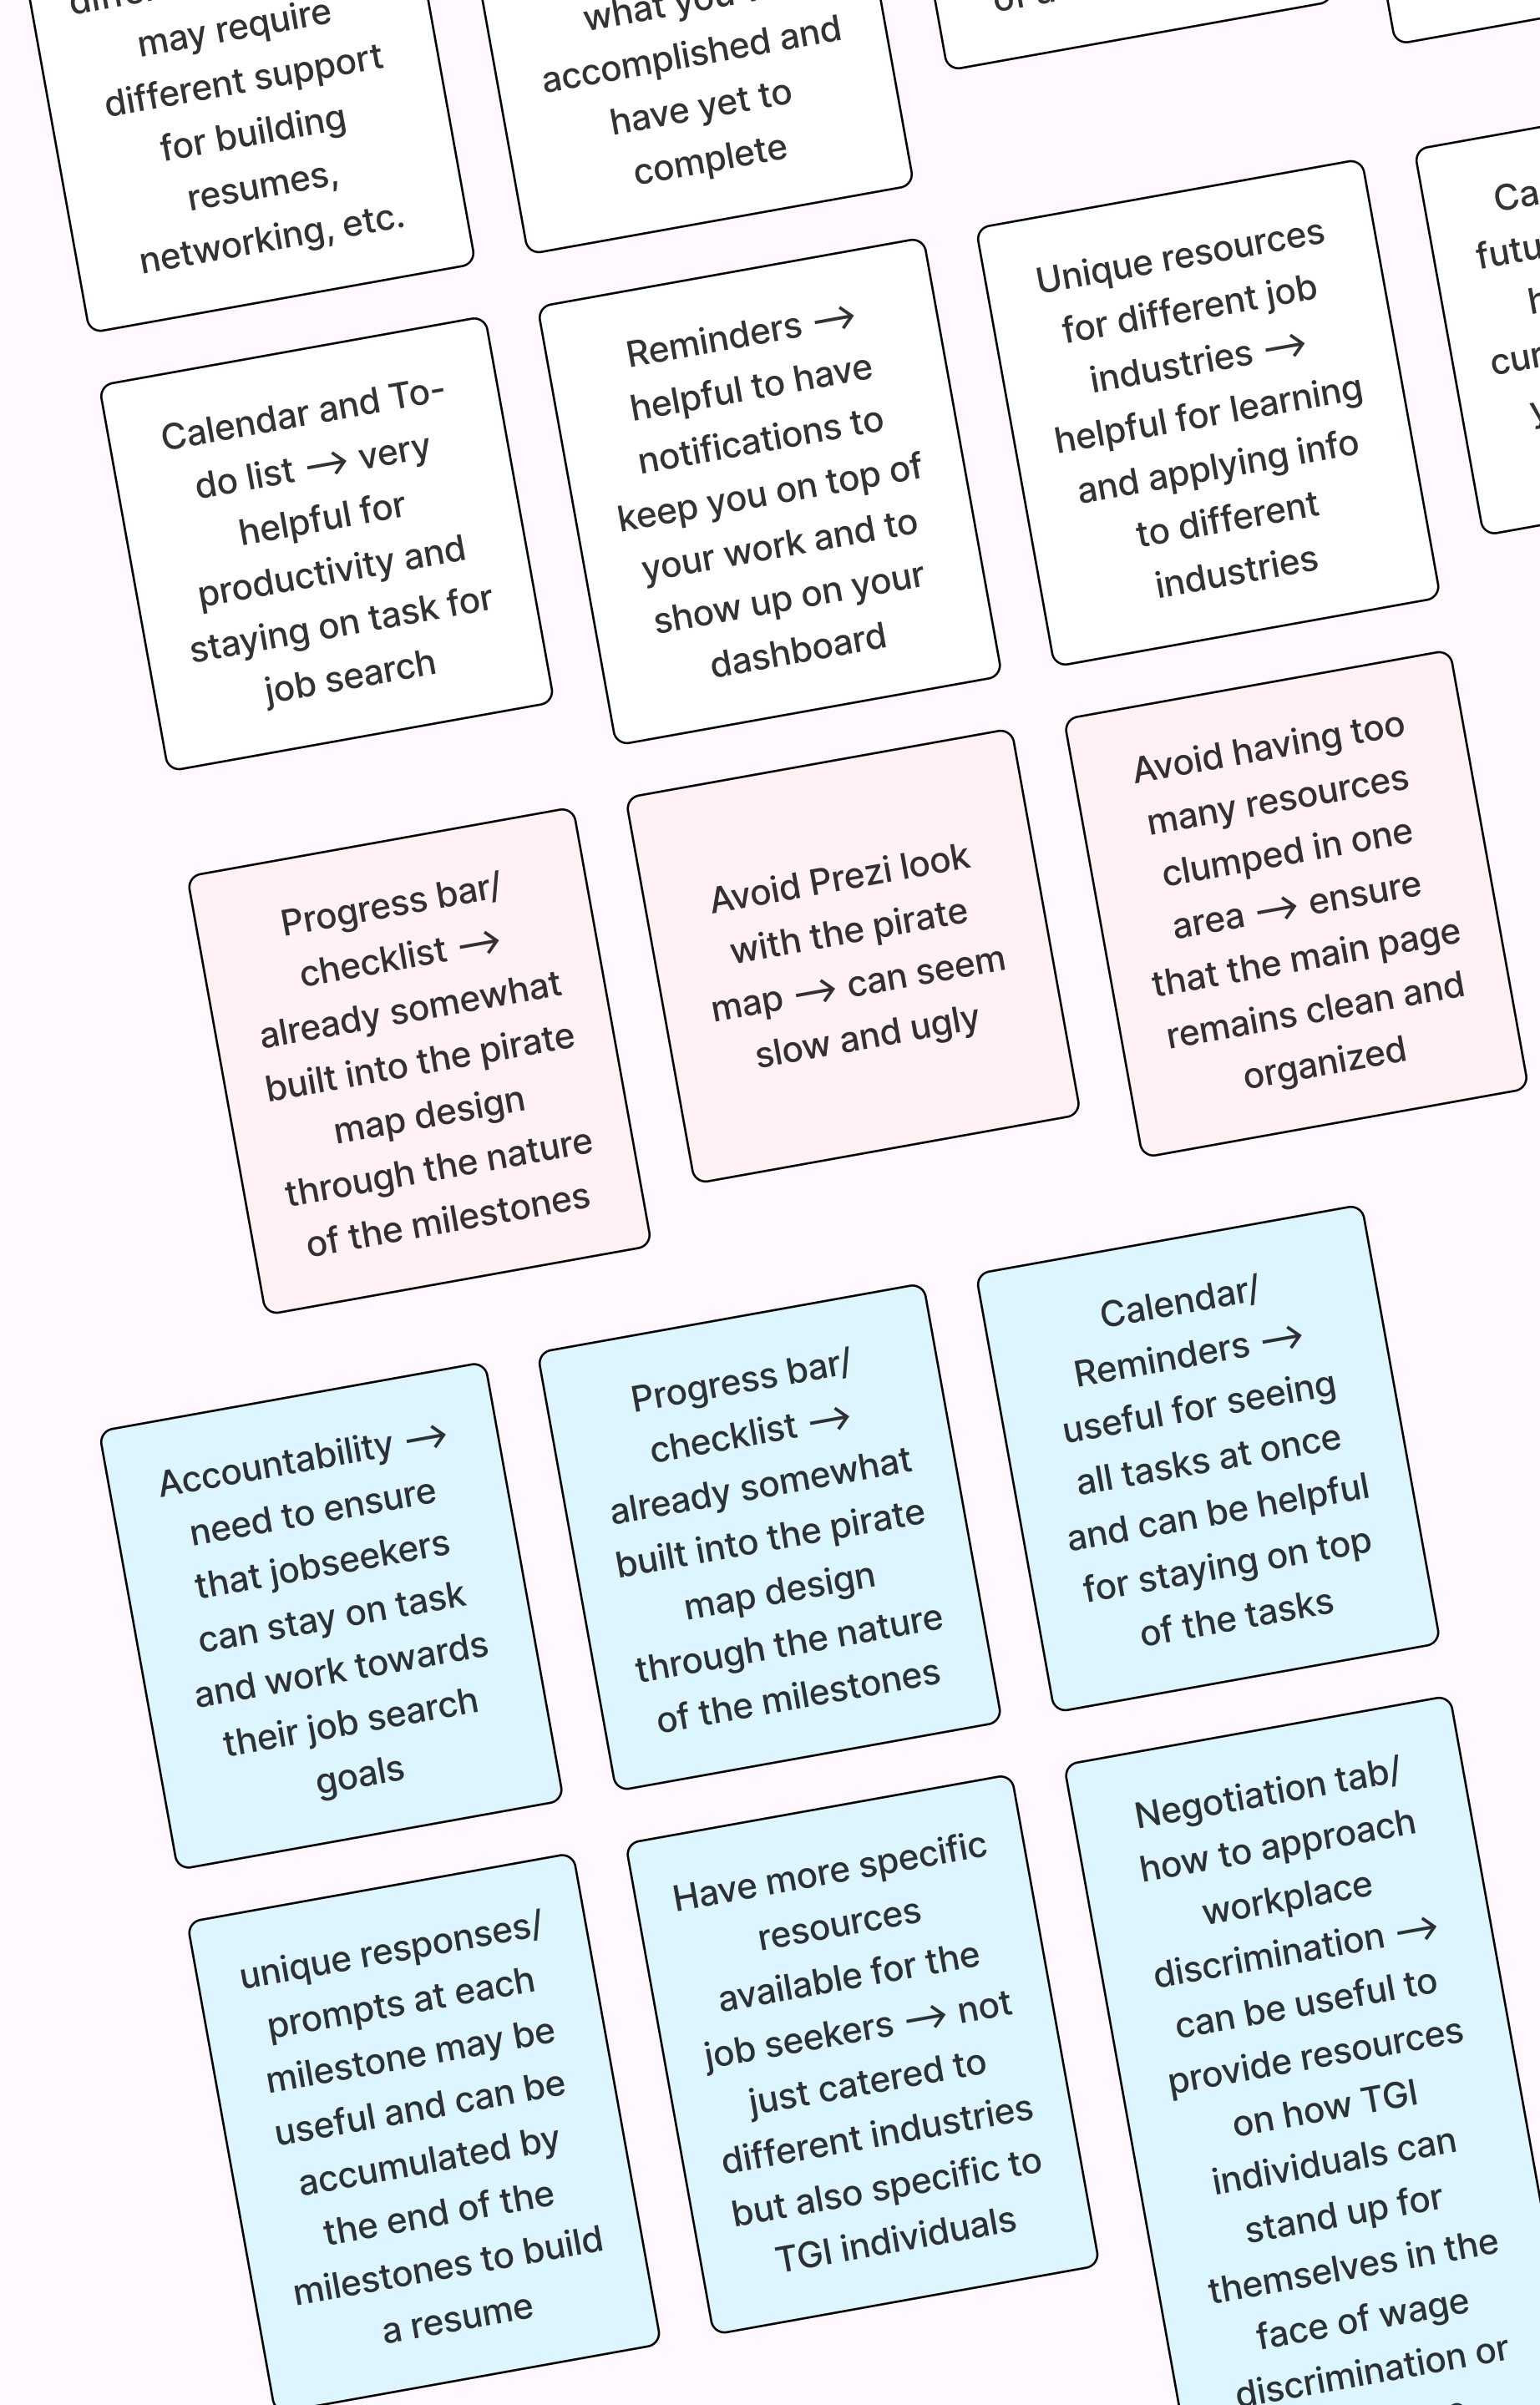 may require
different support
for building
resumes,
networking, etc.
what you
accomplished and
have yet to
complete
Calendar and To-
do list → very
helpful for
productivity and
staying on task for
job search
Reminders →
helpful to have
notifications to
keep you on top of
your work and to
show up on your
dashboard
Unique resources
for different job
industries →
helpful for learning
and applying info
to different
industries
Progress bar/
checklist →
already somewhat
built into the pirate
map design
through the nature
of the milestones
Avoid Prezi look
with the pirate
map → can seem
slow and ugly
Avoid having too
many resources
clumped in one
area → ensure
that the main page
remains clean and
organized
Accountability →
need to ensure
that jobseekers
can stay on task
and work towards
their job search
goals
Progress bar/
checklist →
already somewhat
built into the pirate
map design
through the nature
of the milestones
Calendar/
Reminders →
useful for seeing
all tasks at once
and can be helpful
for staying on top
of the tasks
unique responses/
prompts at each
milestone may be
useful and can be
accumulated by
the end of the
milestones to build
a resume
Have more specific
resources
available for the
job seekers → not
just catered to
different industries
but also specific to
TGI individuals
Negotiation tab/
how to approach
workplace
discrimination →
can be useful to
provide resources
on how TGI
individuals can
stand up for
themselves in the
face of wage
discrimination or